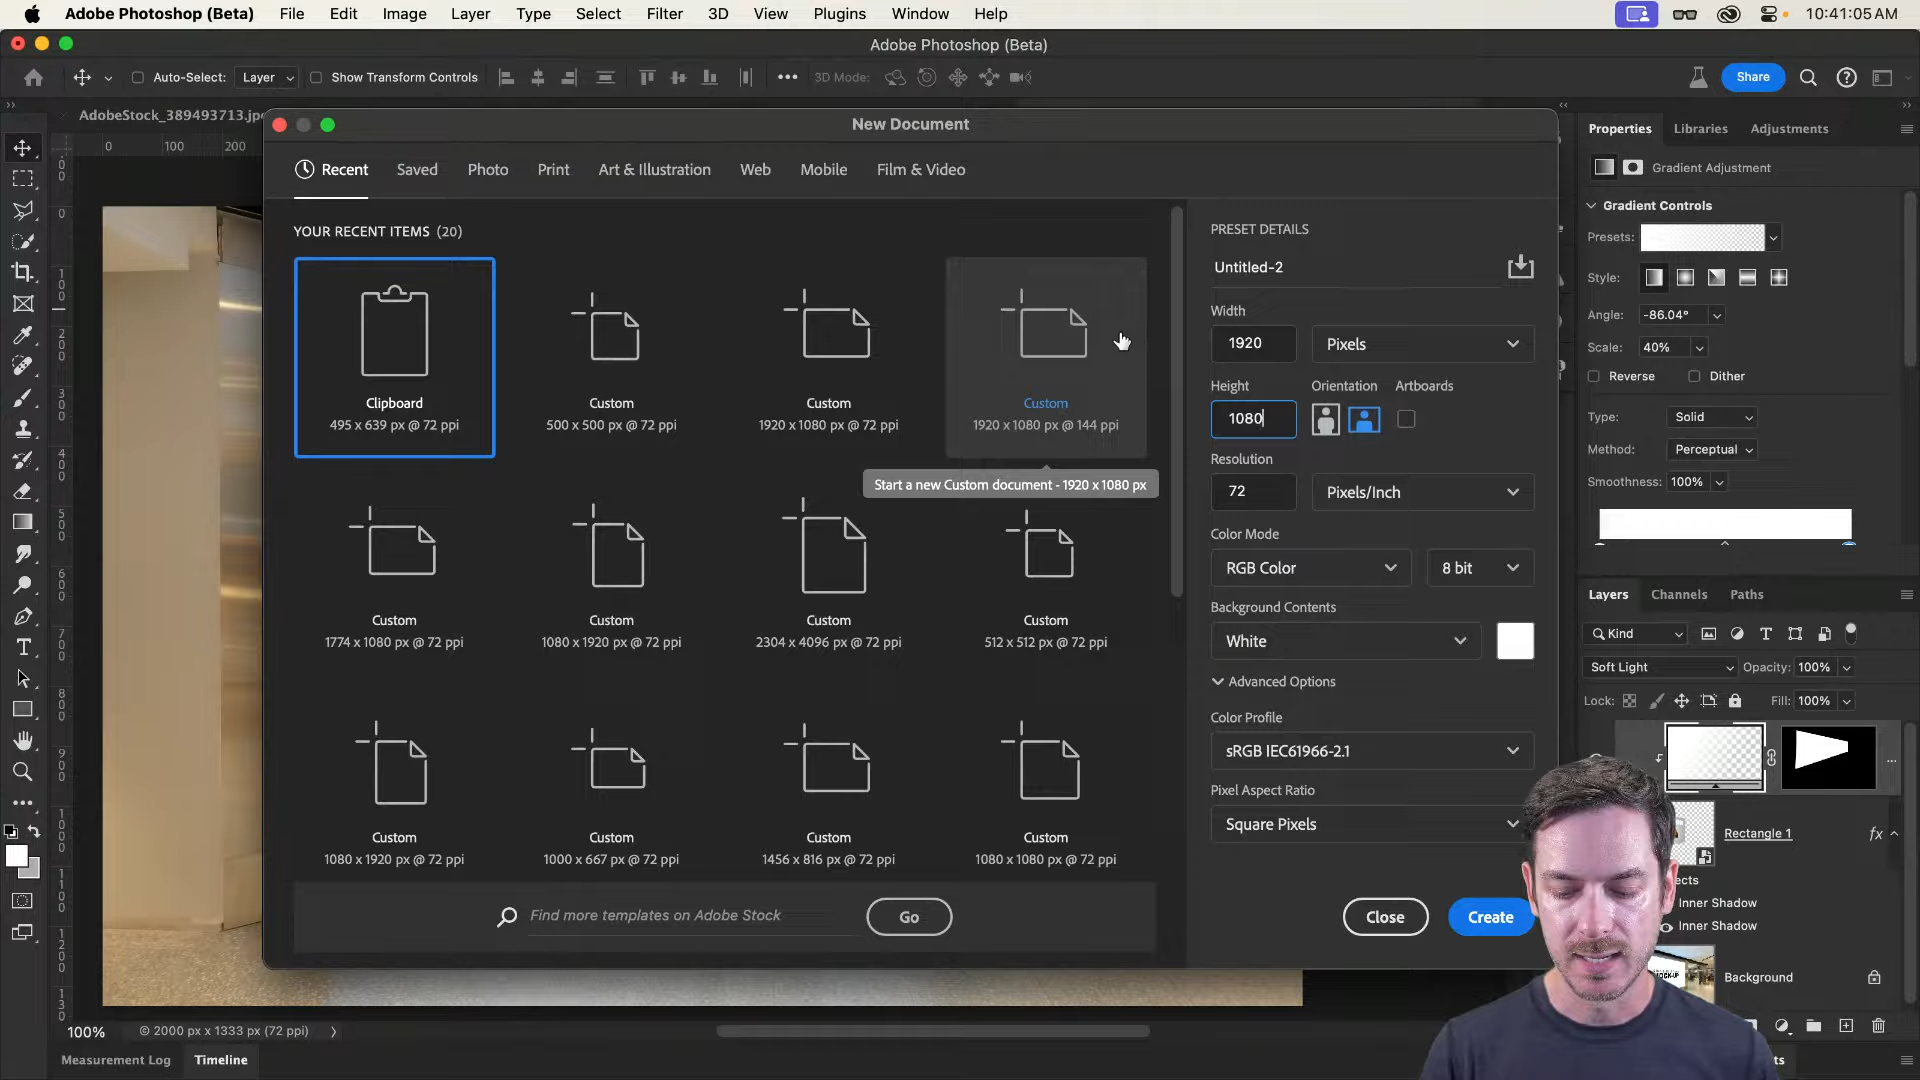 Adobe Photoshop (Beta) File Edit Image Layer Type Select Filter 3D View Plugins Window Help 10:41:05 AM
Adobe Photoshop (Beta)
Auto-Select: Layer Show Transform Controls ••• 3D Mode: Share
AdobeStock_389493713.jp
0 100 200
New Document
Recent Saved Photo Print Art & Illustration Web Mobile Film & Video
YOUR RECENT ITEMS (20)
Clipboard
495 x 639 px @ 72 ppi
Custom
500 x 500 px @ 72 ppi
Custom
1920 x 1080 px @ 72 ppi
Custom
1920 x 1080 px @ 144 ppi
Start a new Custom document - 1920 x 1080 px
Custom
1774 x 1080 px @ 72 ppi
Custom
1080 x 1920 px @ 72 ppi
Custom
2304 x 4096 px @ 72 ppi
Custom
512 x 512 px @ 72 ppi
Custom
1080 x 1920 px @ 72 ppi
Custom
1000 x 667 px @ 72 ppi
Custom
1456 x 816 px @ 72 ppi
Custom
1080 x 1080 px @ 72 ppi
Find more templates on Adobe Stock Go
PRESET DETAILS
Untitled-2
Width
1920 Pixels
Height Orientation Artboards
1080
Resolution
72 Pixels/Inch
Color Mode
RGB Color 8 bit
Background Contents
White
Advanced Options
Color Profile
sRGB IEC61966-2.1
Pixel Aspect Ratio
Square Pixels
Close Create
Properties Libraries Adjustments
Gradient Adjustment
Gradient Controls
Presets:
Style:
Angle: -86.04°
Scale: 40%
Reverse Dither
Type: Solid
Method: Perceptual
Smoothness: 100%
Layers Channels Paths
Kind
Soft Light Opacity: 100%
Lock: Fill: 100%
Rectangle 1 fx
ects
Inner Shadow
Inner Shadow
MOCK-UP
Background
100% © 2000 px x 1333 px (72 ppi)
Measurement Log Timeline